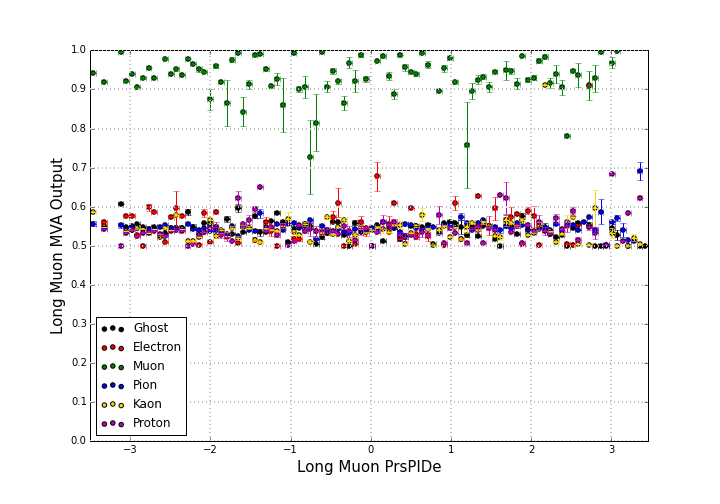 1.0
0.9
0.8
0.7
0.6
0.5
0.4
0.3
0.2
0.1
0.0
Long Muon MVA Output
Ghost
Electron
Muon
Pion
Kaon
Proton
−3 −2 −1 0 1 2 3
Long Muon PrsPIDe